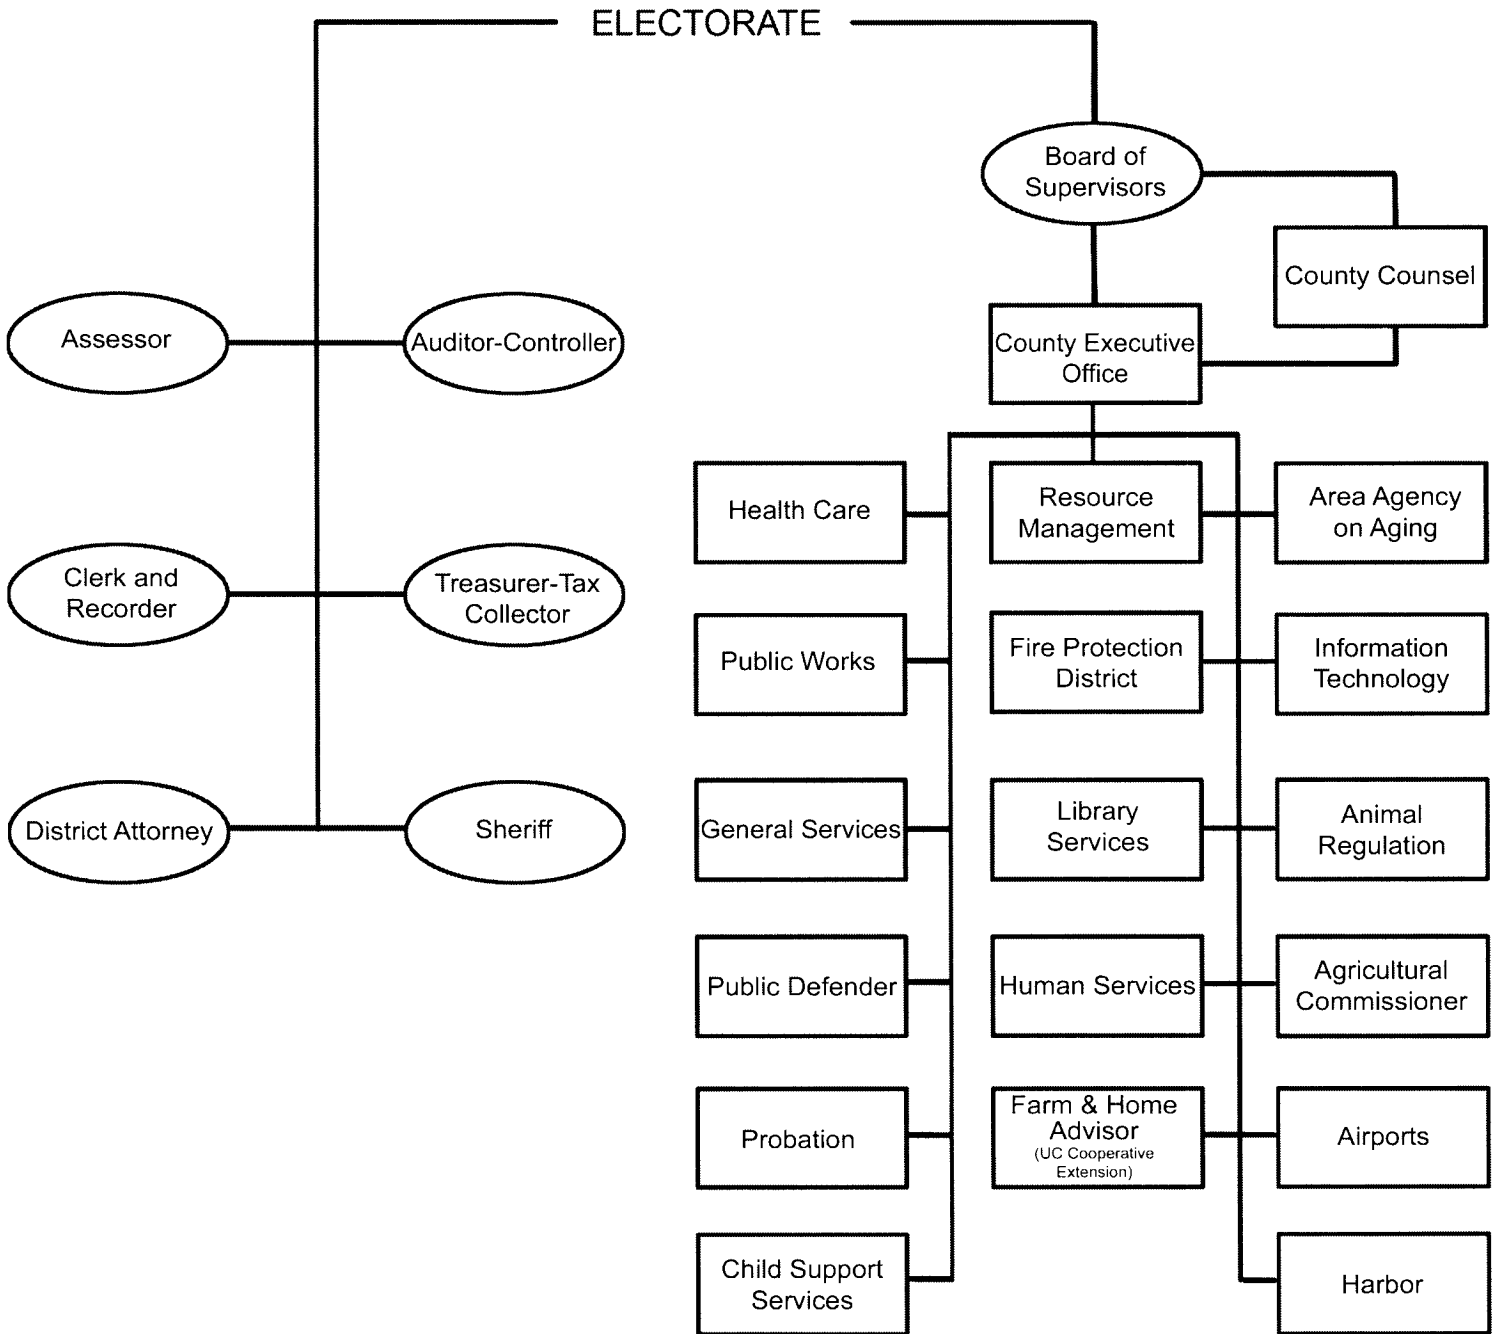 ELECTORATE
Board of
Supervisors
County Counsel
Assessor
Auditor-Controller
County Executive
Office
Health Care
Resource
Management
Area Agency
on Aging
Clerk and
Recorder
Treasurer-Tax
Collector
Public Works
Fire Protection
District
Information
Technology
District Attorney
Sheriff
General Services
Library
Services
Animal
Regulation
Public Defender
Human Services
Agricultural
Commissioner
Probation
Farm & Home
Advisor
(UC Cooperative
Extension)
Airports
Child Support
Services
Harbor